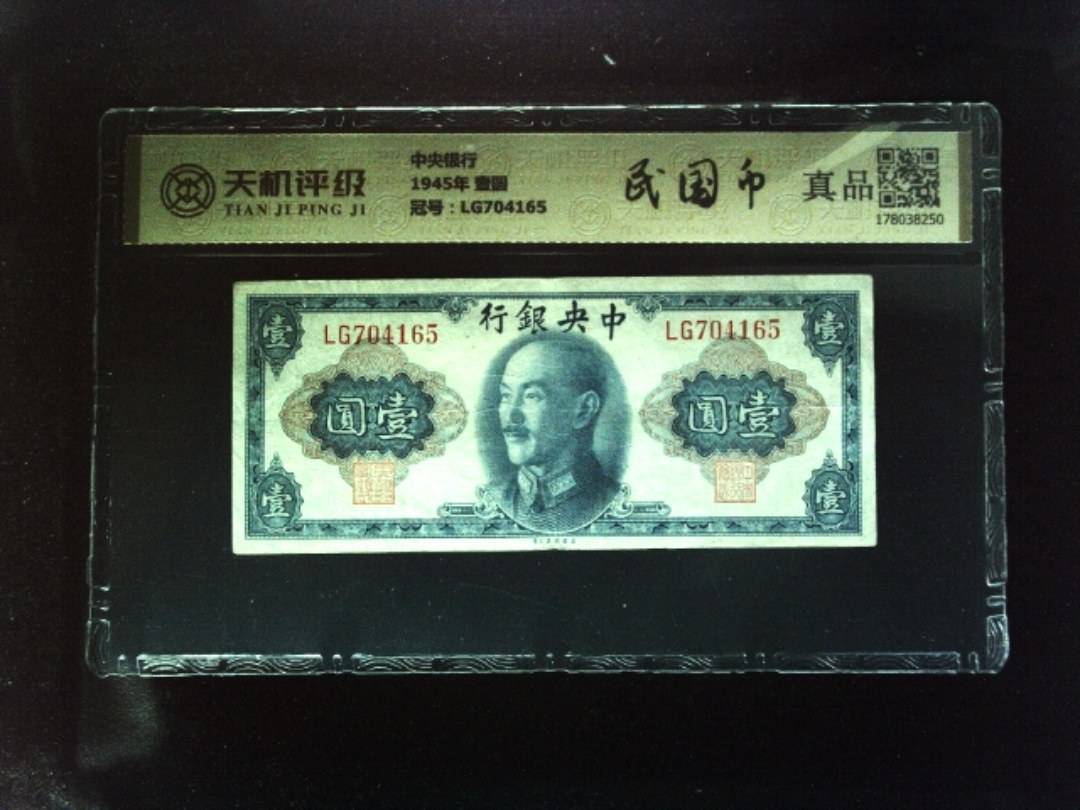 天机评级
TIAN JI PING JI
中央银行
1945年 壹圆
冠号：LG704165
民国币
真品
178038250
行銀央中
LG704165
LG704165
壹
壹
圓壹
圓壹
壹
壹